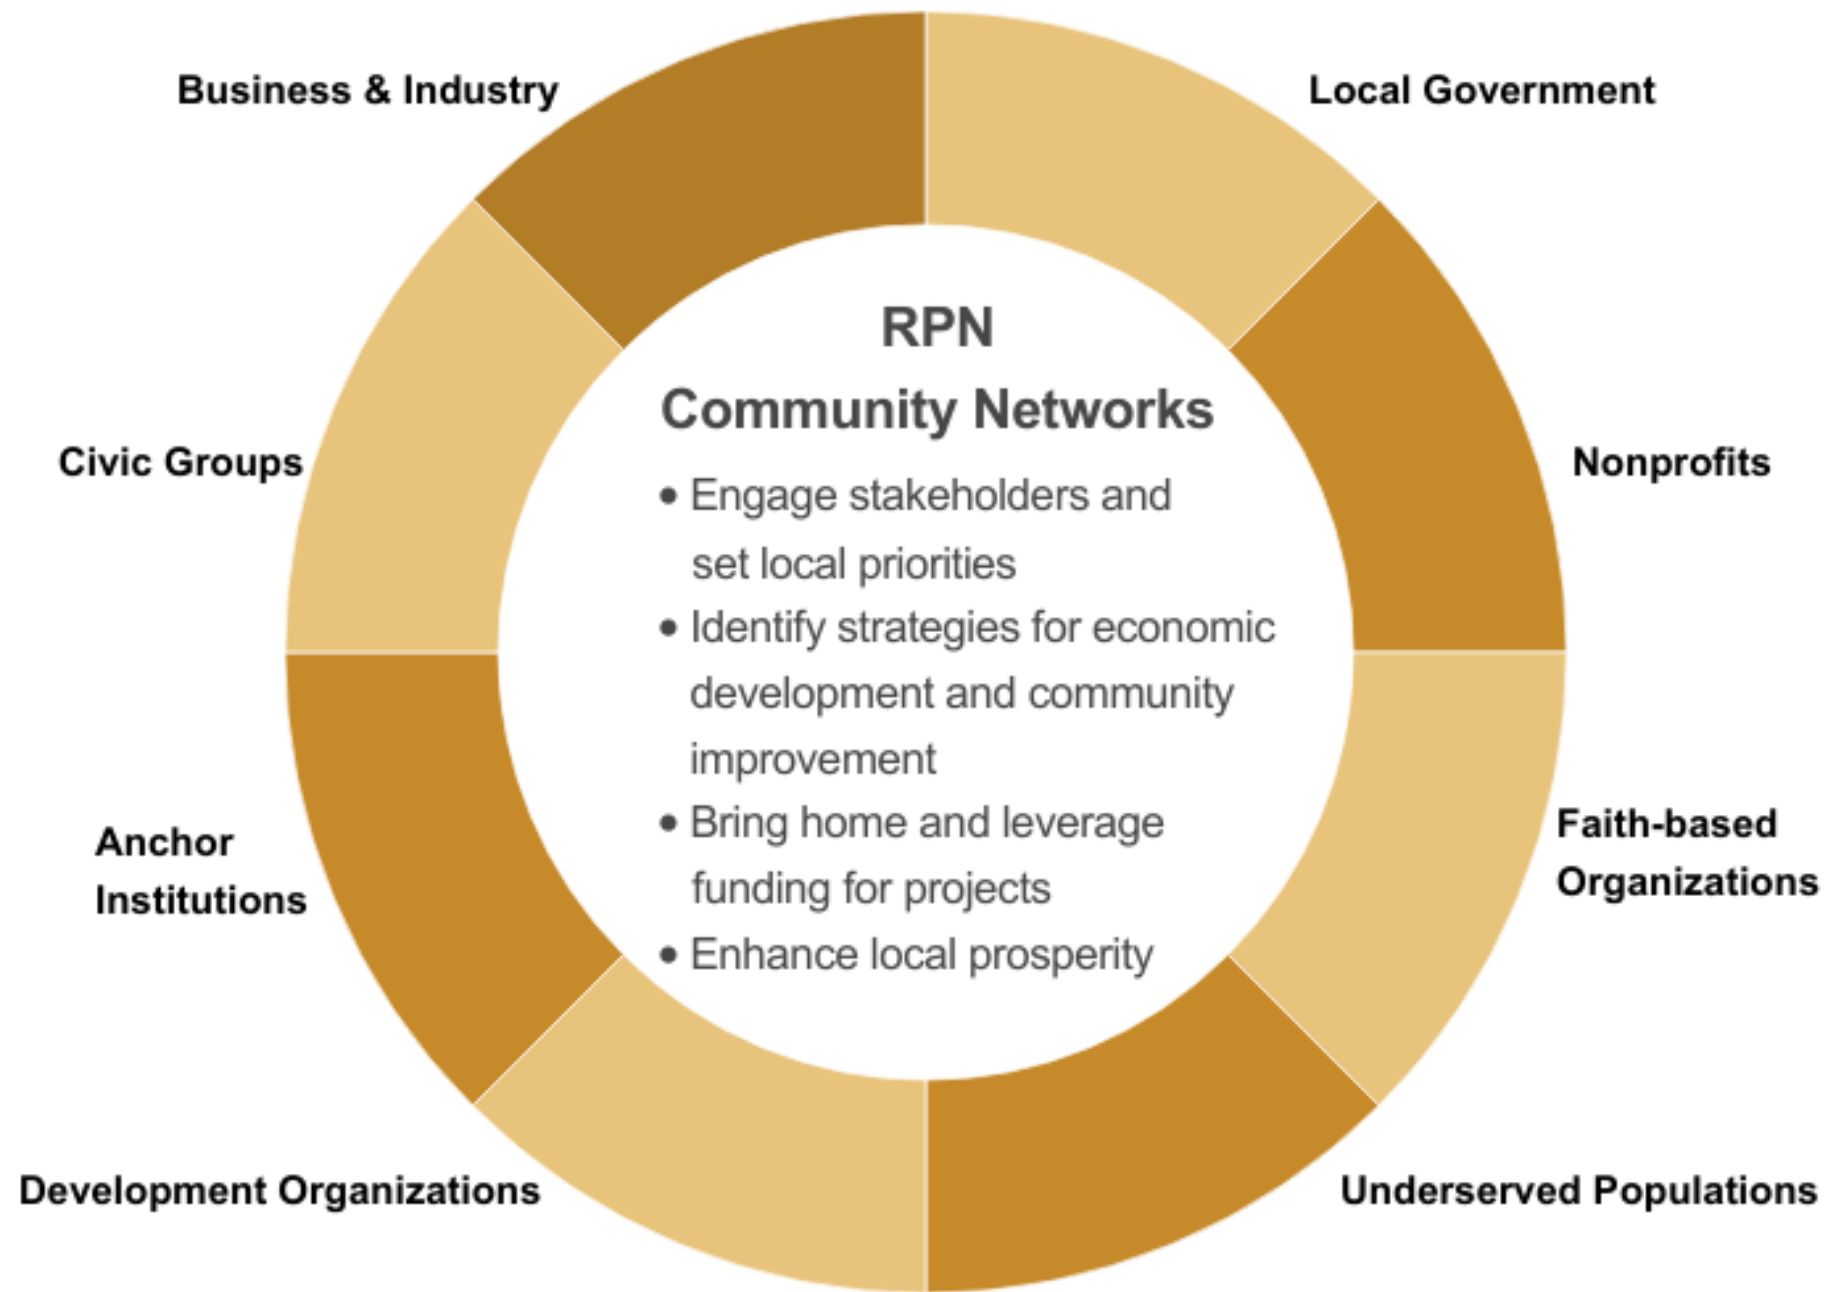 Business & Industry
Local Government
Civic Groups
Nonprofits
Anchor
Institutions
Faith-based
Organizations
Development Organizations
Underserved Populations
RPN
Community Networks
• Engage stakeholders and
set local priorities
• Identify strategies for economic
development and community
improvement
• Bring home and leverage
funding for projects
• Enhance local prosperity